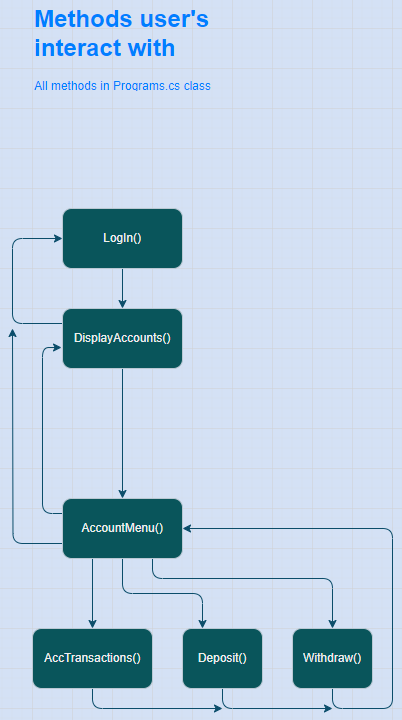 Methods user's
interact with
All methods in Programs.cs class
LogIn()
DisplayAccounts()
AccountMenu()
AccTransactions()
Deposit()
Withdraw()